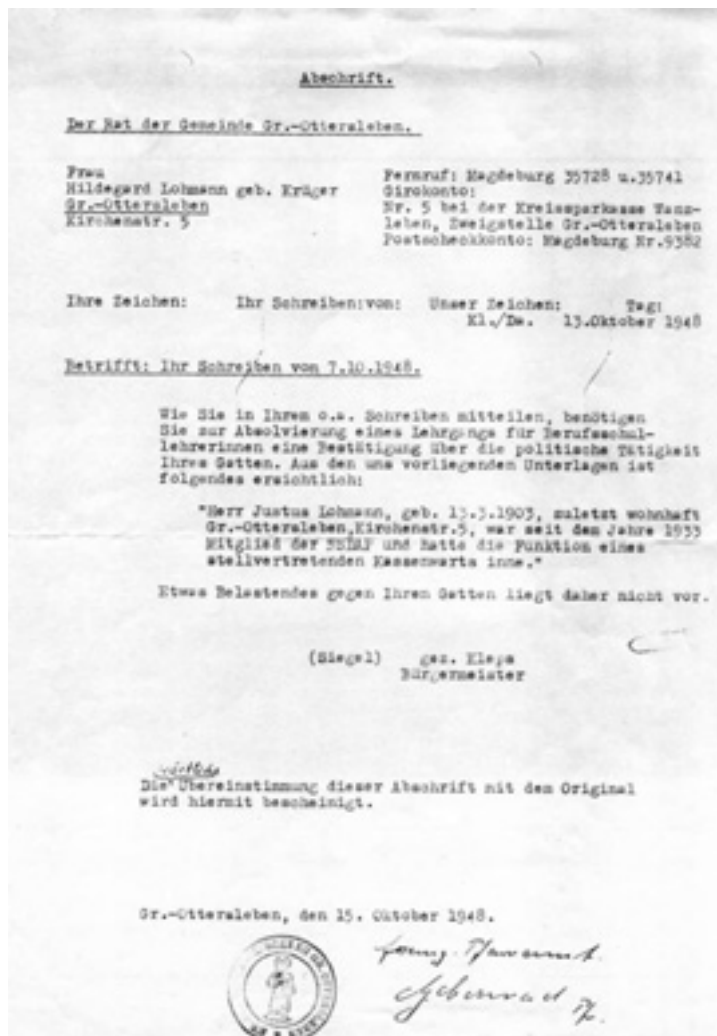 Abschrift.
Der Rat der Gemeinde Gr.-Ottersleben.
Frau
Hildegard Lohmann geb. Krüger
Gr.-Ottersleben
Kirchenstr. 5
Fernruf: Magdeburg 35728 u.35741
Girokonto:
Nr. 5 bei der Kreissparkasse Wanz-
leben, Zweigstelle Gr.-Ottersleben
Postscheckkonto: Magdeburg Nr.9382
Ihre Zeichen: Ihr Schreiben:von: Unser Zeichen: Tag:
Kl./De. 13.Oktober 1948
Betrifft: Ihr Schreiben vom 7.10.1948.
Wie Sie in Ihrem o.a. Schreiben mitteilen, benötigen
Sie zur Absolvierung eines Lehrgangs für Berufsschul-
lehrerinnen eine Bestätigung über die politische Tätigkeit
Ihres Gatten. Aus den uns vorliegenden Unterlagen ist
folgendes ersichtlich:
"Herr Justus Lohmann, geb. 13.3.1903, zuletzt wohnhaft
Gr.-Ottersleben,Kirchenstr.5, war seit dem Jahre 1933
Mitglied der NSDAP und hatte die Funktion eines
stellvertretenden Kassenwarts inne."
Etwas Belastendes gegen Ihren Gatten liegt daher nicht vor.
(Siegel) gez. Klepa
Bürgermeister
Die Übereinstimmung dieser Abschrift mit dem Original
wird hiermit bescheinigt.
Gr.-Ottersleben, den 15. Oktober 1948.